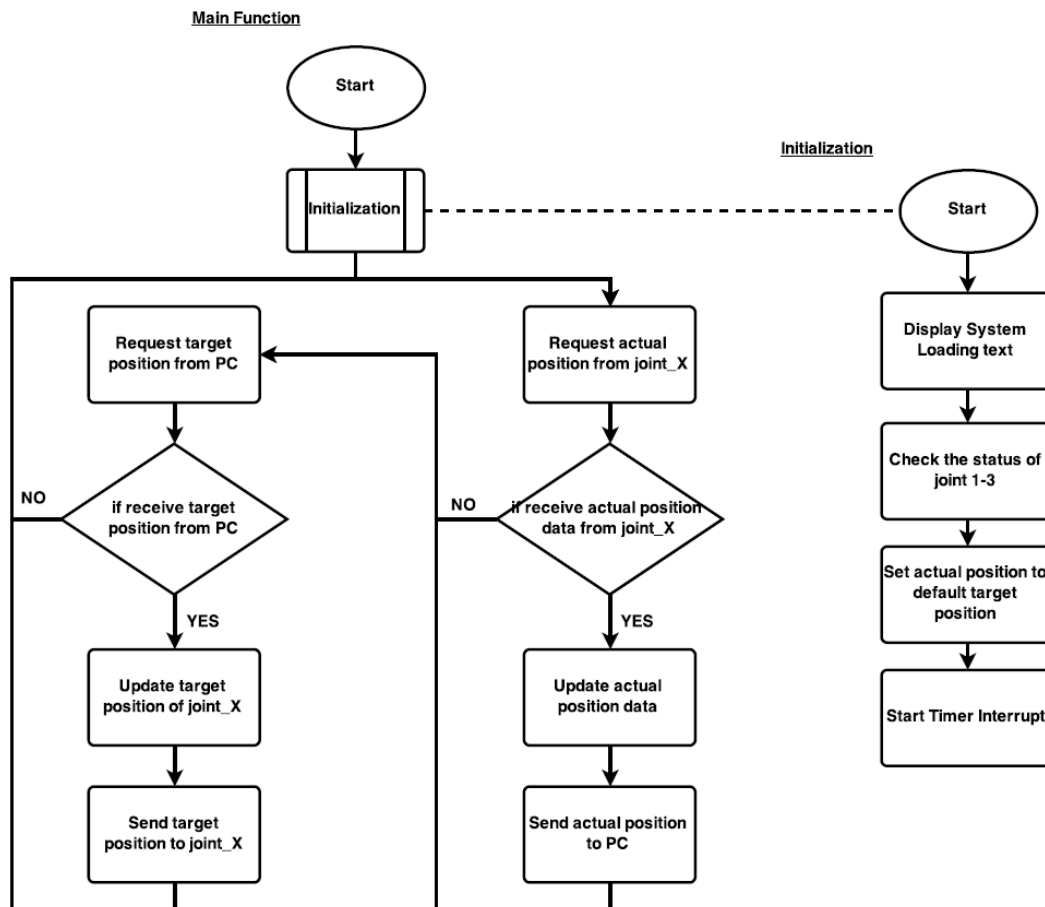 Main Function
Start
Initialization
Initialization
Start
Request target
position from PC
Request actual
position from joint_X
Display System
Loading text
NO
if receive target
position from PC
NO
if receive actual position
data from joint_X
Check the status of
joint 1-3
YES
YES
Set actual position to
default target
position
Update target
position of joint_X
Update actual
position data
Start Timer Interrupt
Send target
position to joint_X
Send actual position
to PC